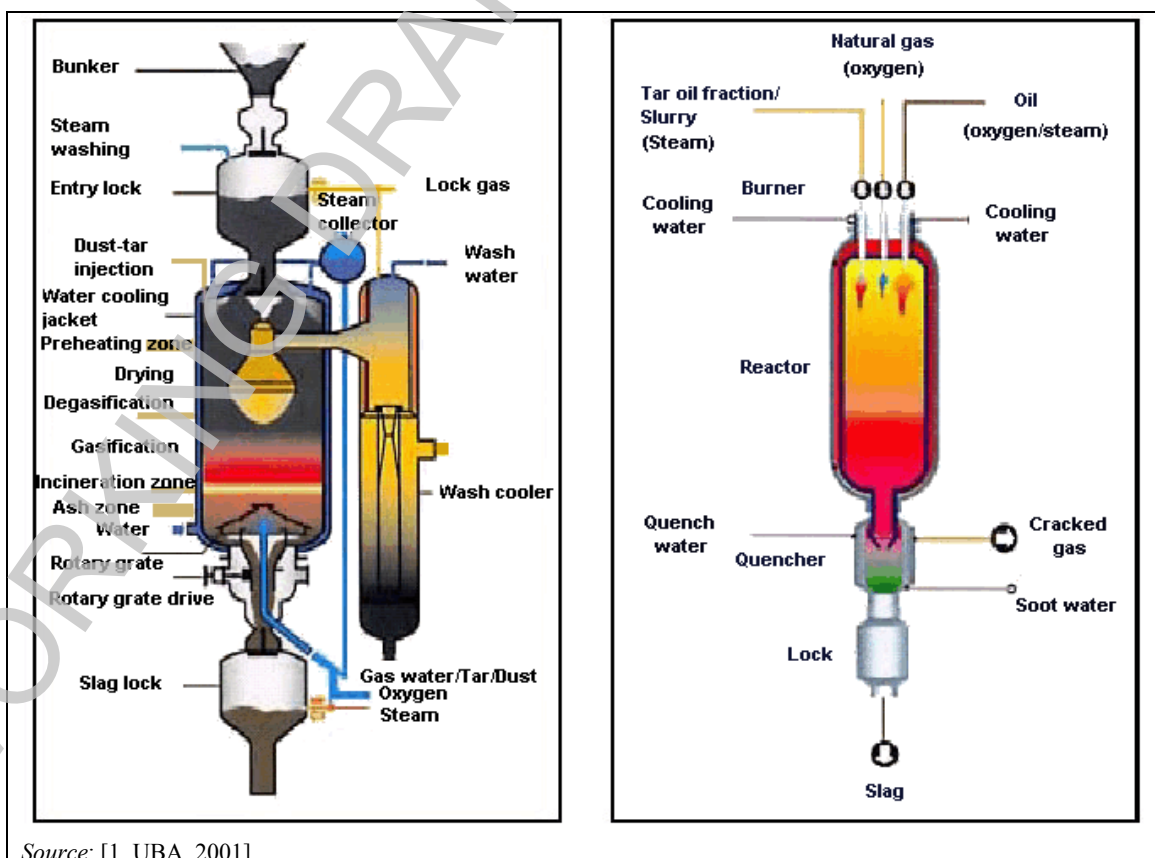 Bunker
Steam
washing
Entry lock
Lock gas
Steam
collector
Dust-tar
injection
Wash
water
Water cooling
jacket
Preheating zone
Drying
Degasification
Gasification
Incineration zone
Ash zone
Water
Wash cooler
Rotary grate
Rotary grate drive
Slag lock
Gas water/Tar/Dust
Oxygen
Steam
Natural gas
(oxygen)
Tar oil fraction/
Slurry
(Steam)
Oil
(oxygen/steam)
Burner
Cooling
water
Cooling
water
Reactor
Quench
water
Quencher
Cracked
gas
Soot water
Lock
Slag
Source: [1, UBA, 2001]